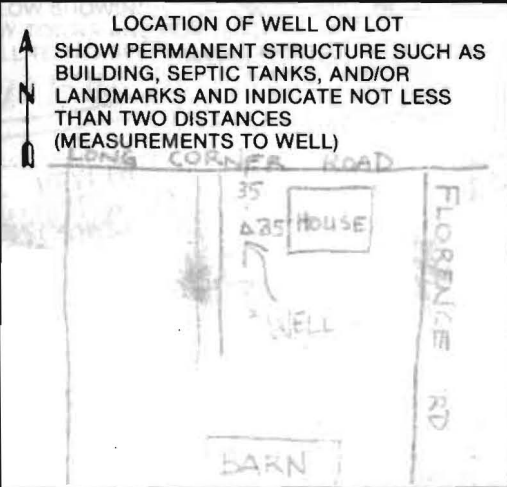 LOCATION OF WELL ON LOT
SHOW PERMANENT STRUCTURE SUCH AS
BUILDING, SEPTIC TANKS, AND/OR
LANDMARKS AND INDICATE NOT LESS
THAN TWO DISTANCES
(MEASUREMENTS TO WELL)
N
LONG CORNER ROAD
35
35
HOUSE
WELL
FLORENCE RD
BARN